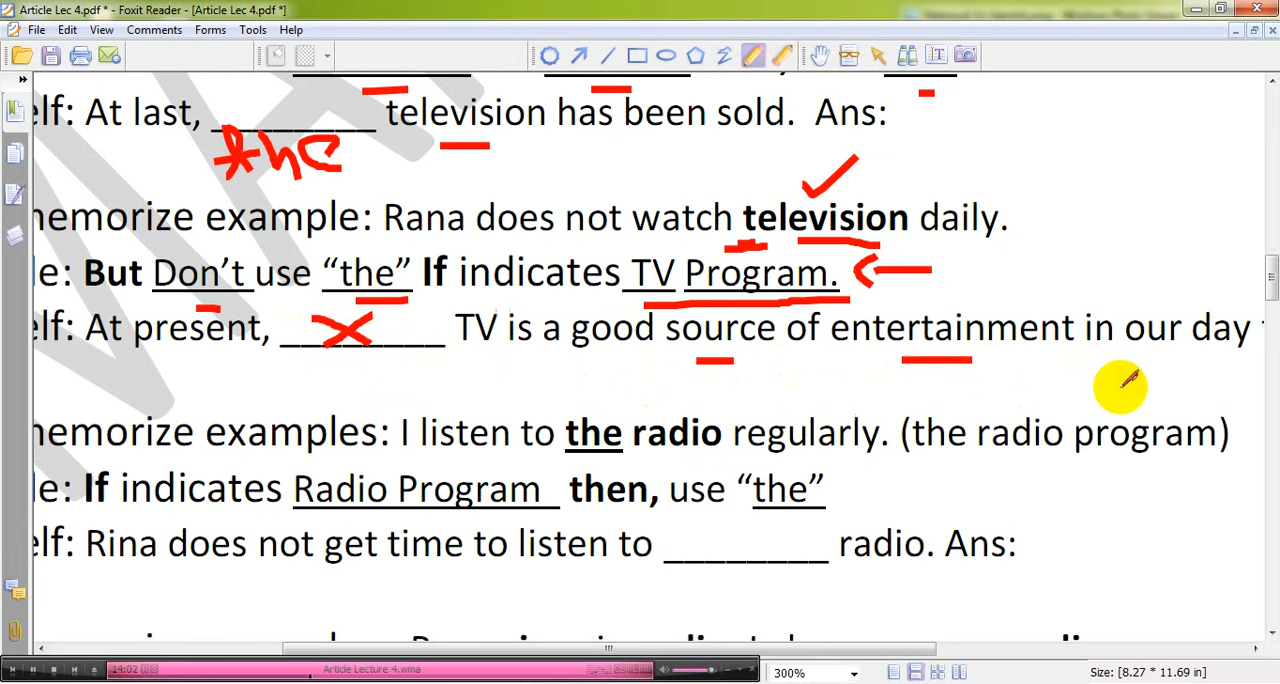 Article Lec 4.pdf * - Foxit Reader - [Article Lec 4.pdf *]
File Edit View Comments Forms Tools Help
elf: At last, ________ television has been sold. Ans:
the
nemorize example: Rana does not watch television daily.
le: But Don't use "the" If indicates TV Program.
elf: At present, ________ TV is a good source of entertainment in our day
nemorize examples: I listen to the radio regularly. (the radio program)
le: If indicates Radio Program then, use "the"
elf: Rina does not get time to listen to ________ radio. Ans:
14:02 Article Lecture 4.wma 300% Size: [8.27 * 11.69 in]